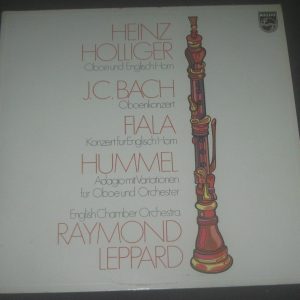 PHILIPS
HEINZ
HOLLIGER
Oboe und Englisch Horn
J.C. BACH
Oboenkonzert
FIALA
Konzert für Englisch Horn
HUMMEL
Adagio mit Variationen
für Oboe und Orchester
English Chamber Orchestra
RAYMOND
LEPPARD